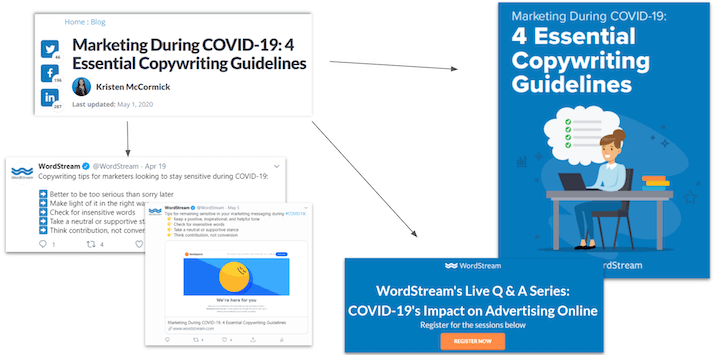 Home : Blog
Marketing During COVID-19: 4
Essential Copywriting Guidelines
66
196
287
Kristen McCormick
Last updated: May 1, 2020
Marketing During COVID-19:
4 Essential
Copywriting
Guidelines
WordStream
WordStream @WordStream · Apr 19
Copywriting tips for marketers looking to stay sensitive during COVID-19:
Better to be too serious than sorry later
Make light of it in the right wa
Check for insensitive words
Take a neutral or supportive st
Think contribution, not conver
1
4
WordStream @WordStream · May 5
Tips for remaining sensitive in your marketing messaging during #COVID19:
Keep a positive, inspirational, and helpful tone
Check for insensitive words
Take a neutral or supportive stance
Think contribution, not conversion
We're here for you
Marketing During COVID-19: 4 Essential Copywriting Guidelines
www.wordstream.com
WordStream
WordStream's Live Q & A Series:
COVID-19's Impact on Advertising Online
Register for the sessions below
REGISTER NOW